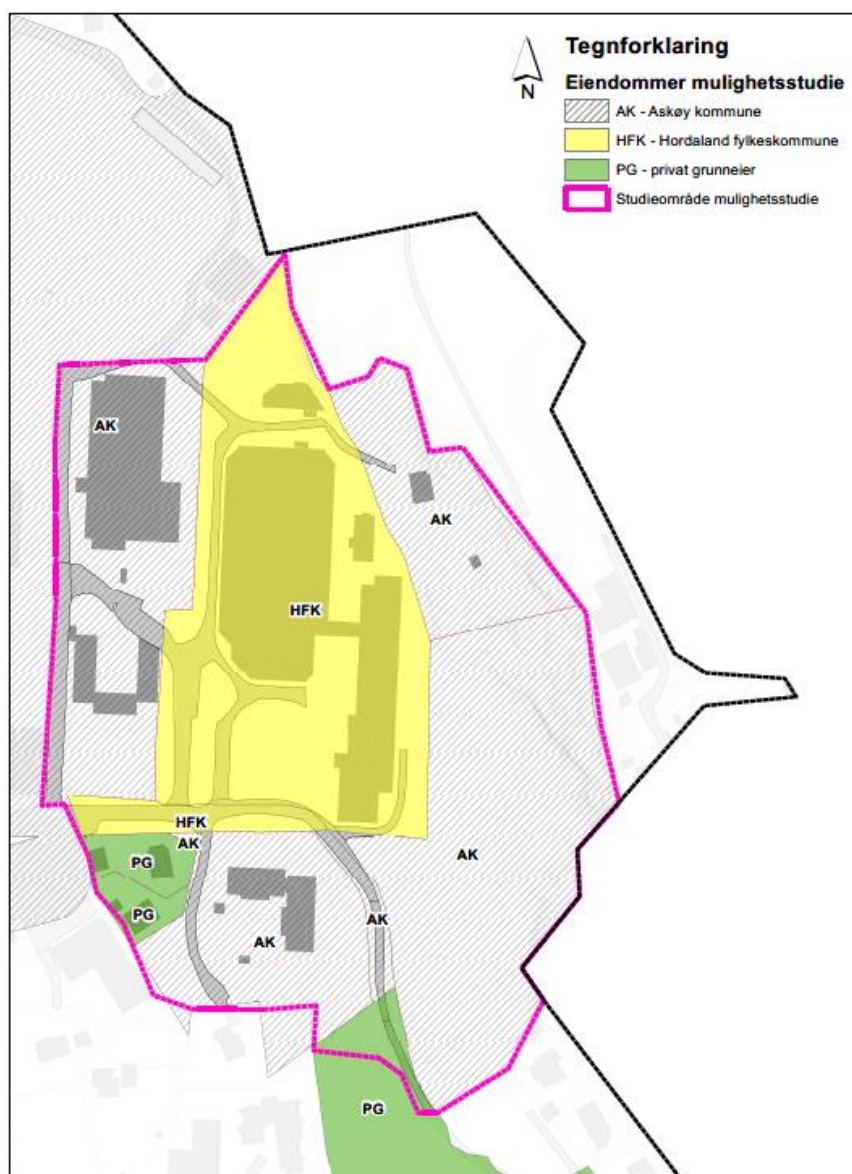 Tegnforklaring
N
Eiendommer mulighetsstudie
AK - Askøy kommune
HFK - Hordaland fylkeskommune
PG - privat grunneier
Studieområde mulighetsstudie
AK
AK
HFK
HFK
AK
PG
AK
PG
AK
AK
PG